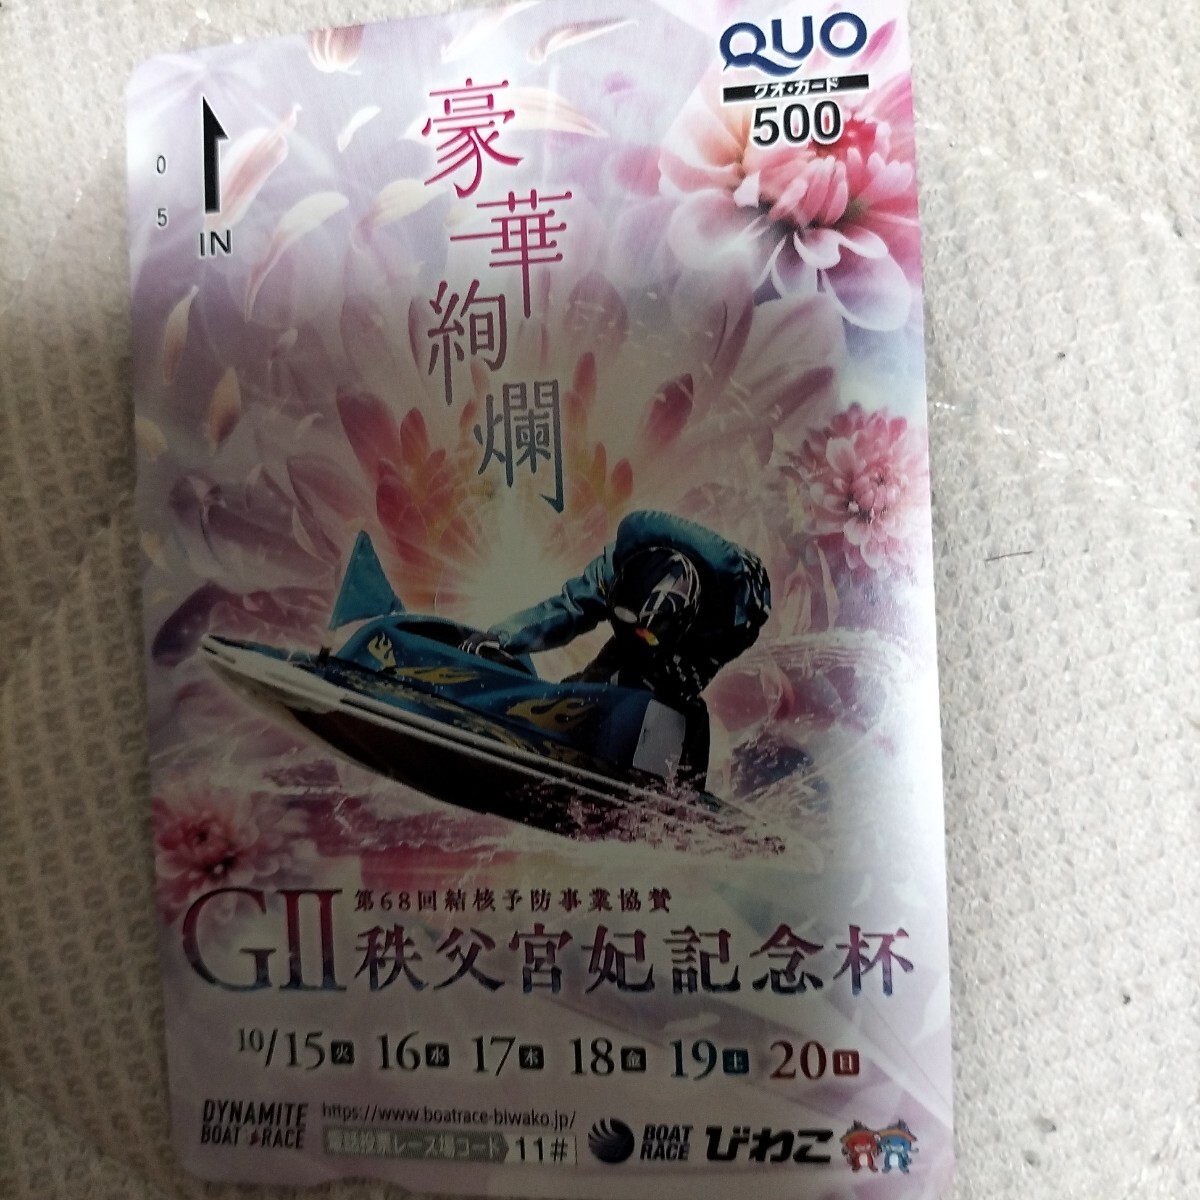 QUO
クオ・カード
500
0
5
IN
豪華絢爛
第68回結核予防事業協賛
GII秩父宮妃記念杯
10/15火 16水 17木 18金 19土 20日
DYNAMITE
BOAT RACE
https://www.boatrace-biwako.jp/
電話投票レース場コード 11#
BOAT
RACE
びわこ